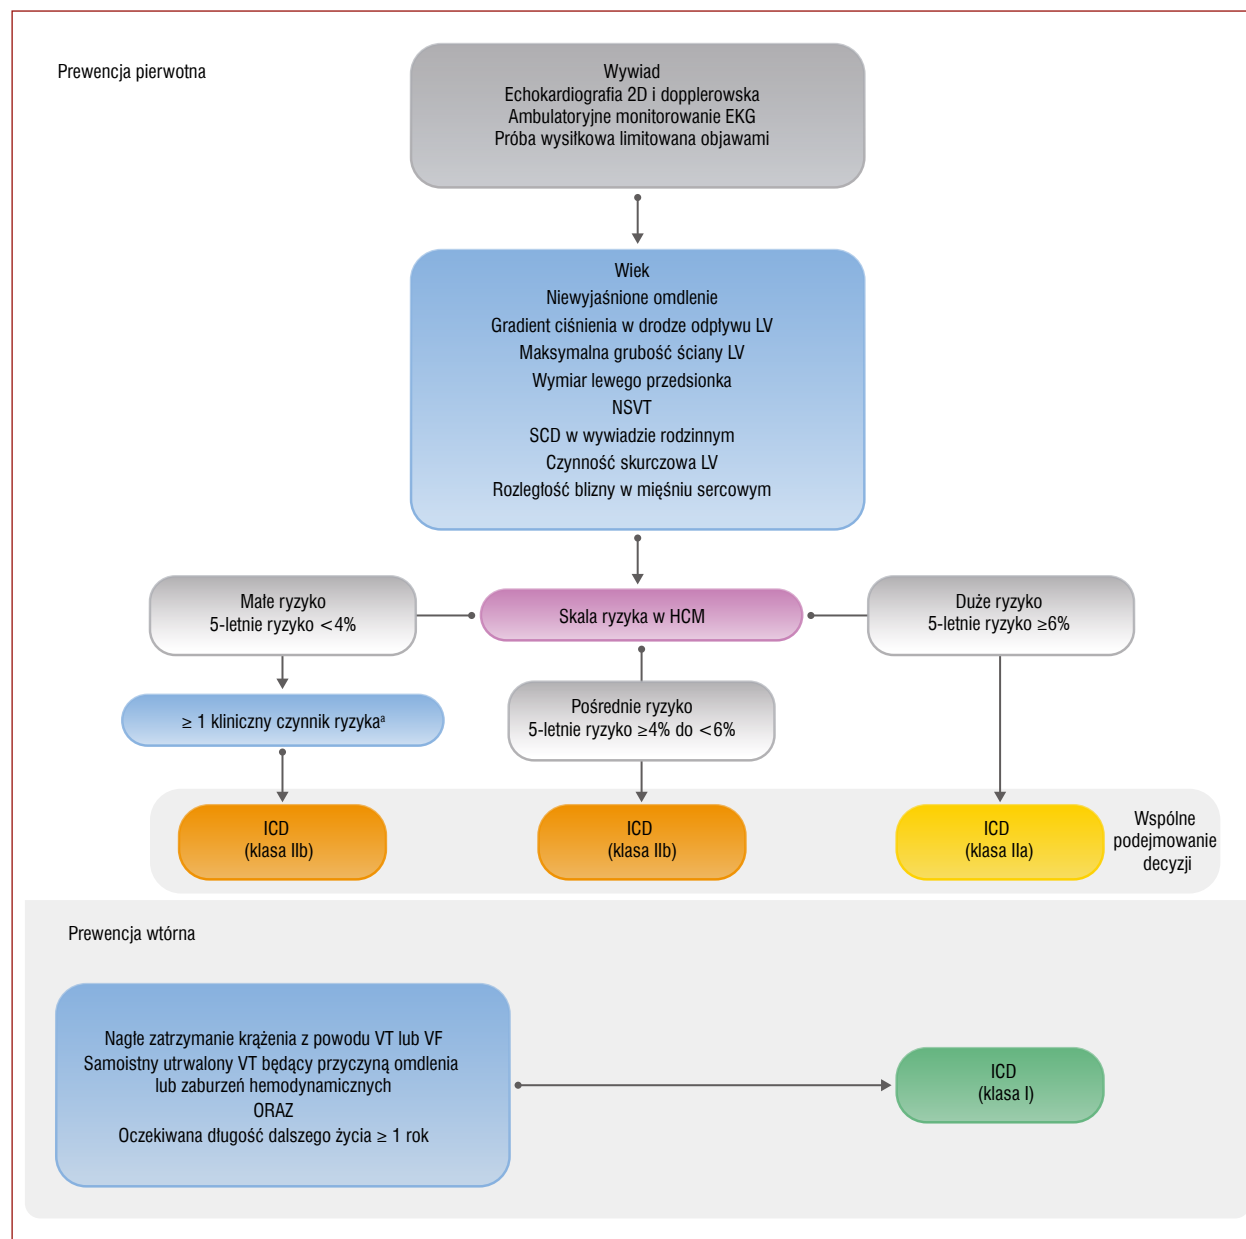 Prewencja pierwotna
Wywiad
Echokardiografia 2D i dopplerowska
Ambulatoryjne monitorowanie EKG
Próba wysiłkowa limitowana objawami
Wiek
Niewyjaśnione omdlenie
Gradient ciśnienia w drodze odpływu LV
Maksymalna grubość ściany LV
Wymiar lewego przedsionka
NSVT
SCD w wywiadzie rodzinnym
Czynność skurczowa LV
Rozległość blizny w mięśniu sercowym
Małe ryzyko
5-letnie ryzyko <4%
Skala ryzyka w HCM
Duże ryzyko
5-letnie ryzyko ≥6%
≥ 1 kliniczny czynnik ryzykaᵃ
Pośrednie ryzyko
5-letnie ryzyko ≥4% do <6%
ICD
(klasa IIb)
ICD
(klasa IIb)
ICD
(klasa IIa)
Wspólne
podejmowanie
decyzji
Prewencja wtórna
Nagłe zatrzymanie krążenia z powodu VT lub VF
Samoistny utrwalony VT będący przyczyną omdlenia
lub zaburzeń hemodynamicznych
ORAZ
Oczekiwana długość dalszego życia ≥ 1 rok
ICD
(klasa I)